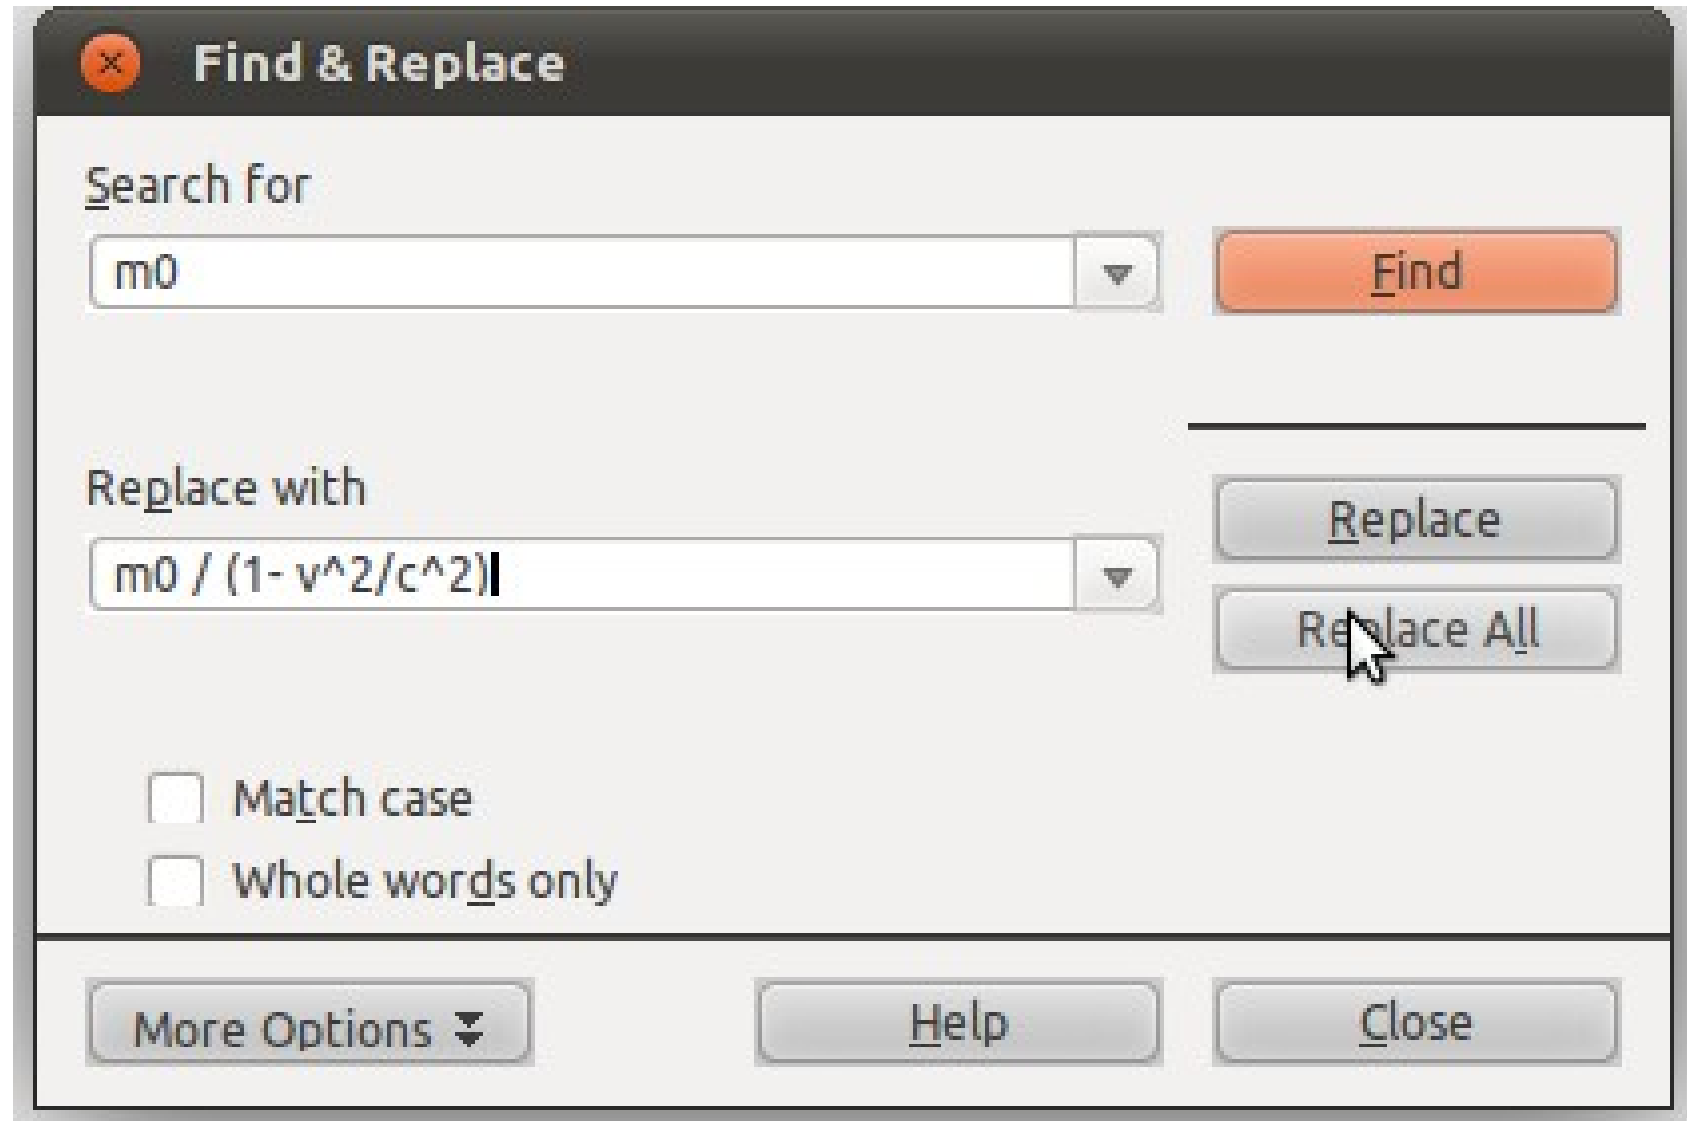 Find & Replace
Search for
m0
Find
Replace with
Replace
m0 / (1- v^2/c^2)
Replace All
Match case
Whole words only
More Options
Help
Close